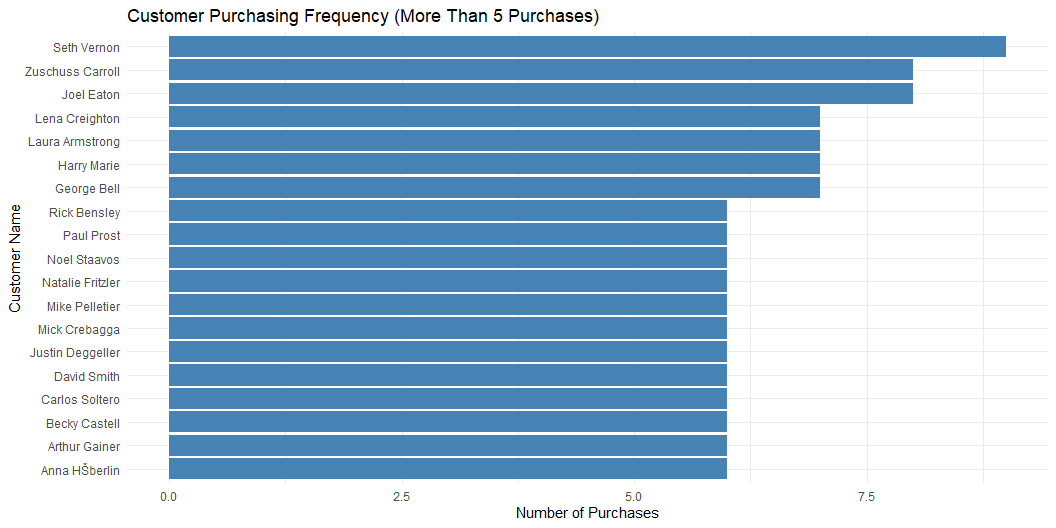 Customer Purchasing Frequency (More Than 5 Purchases)
Customer Name
Seth Vernon
Zuschuss Carroll
Joel Eaton
Lena Creighton
Laura Armstrong
Harry Marie
George Bell
Rick Bensley
Paul Prost
Noel Staavos
Natalie Fritzler
Mike Pelletier
Mick Crebagga
Justin Deggeller
David Smith
Carlos Soltero
Becky Castell
Arthur Gainer
Anna HŠberlin
0.0 2.5 5.0 7.5
Number of Purchases